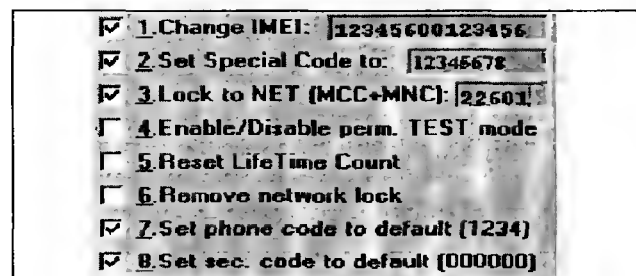 1.Change IMEI: 12345600123456
2.Set Special Code to: 12345678
3.Lock to NET (MCC+MNC): 22601
4.Enable/Disable perm. TEST mode
5.Reset LifeTime Count
6.Remove network lock
7.Set phone code to default (1234)
8.Set sec. code to default (000000)